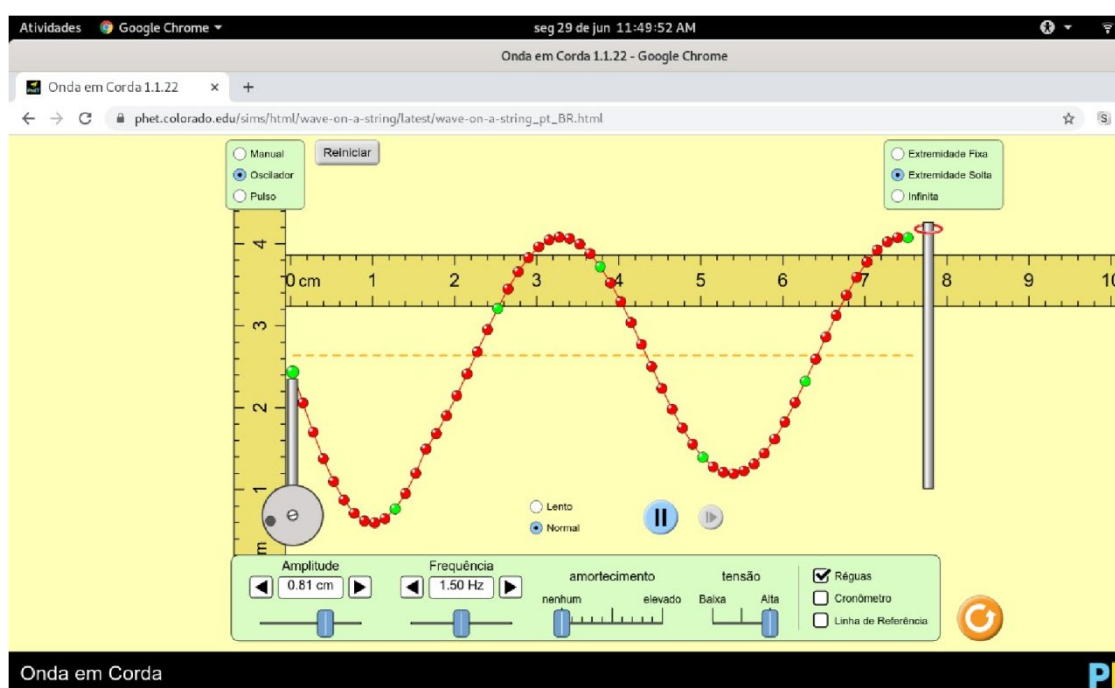 Atividades Google Chrome seg 29 de jun 11:49:52 AM
Onda em Corda 1.1.22 - Google Chrome
Onda em Corda 1.1.22 × +
phet.colorado.edu/sims/html/wave-on-a-string/latest/wave-on-a-string_pt_BR.html
Manual
Oscilador
Pulso
Reiniciar
Extremidade Fixa
Extremidade Solta
Infinita
4
3
2
1
0 cm 1 2 3 4 5 6 7 8 9 10
Lento
Normal
Amplitude
0.81 cm
Frequência
1.50 Hz
amortecimento
nenhum elevado
tensão
Baixa Alta
Réguas
Cronômetro
Linha de Referência
Onda em Corda